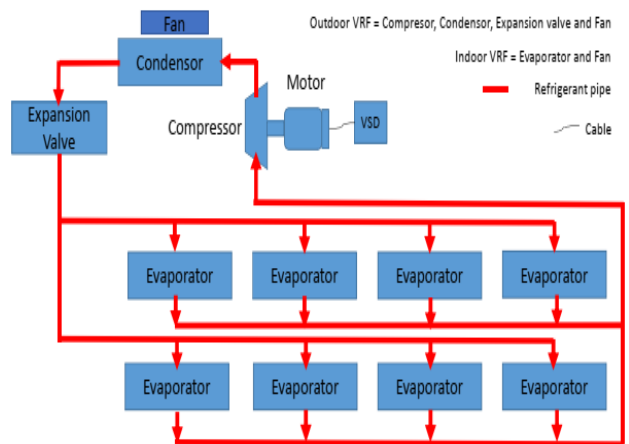 Fan
Outdoor VRF = Compresor, Condensor, Expansion valve and Fan
Condensor
Indoor VRF = Evaporator and Fan
Motor
Refrigerant pipe
Expansion
Valve
Compressor
VSD
Cable
Evaporator Evaporator Evaporator Evaporator
Evaporator Evaporator Evaporator Evaporator